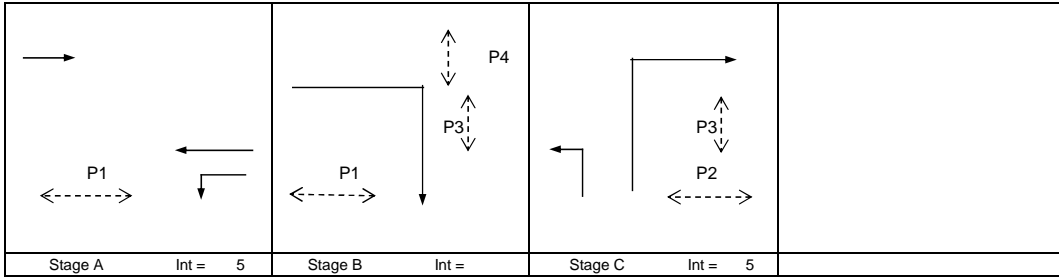 P4
P3
P3
P1
P1
P2
Stage A Int = 5
Stage B Int =
Stage C Int = 5